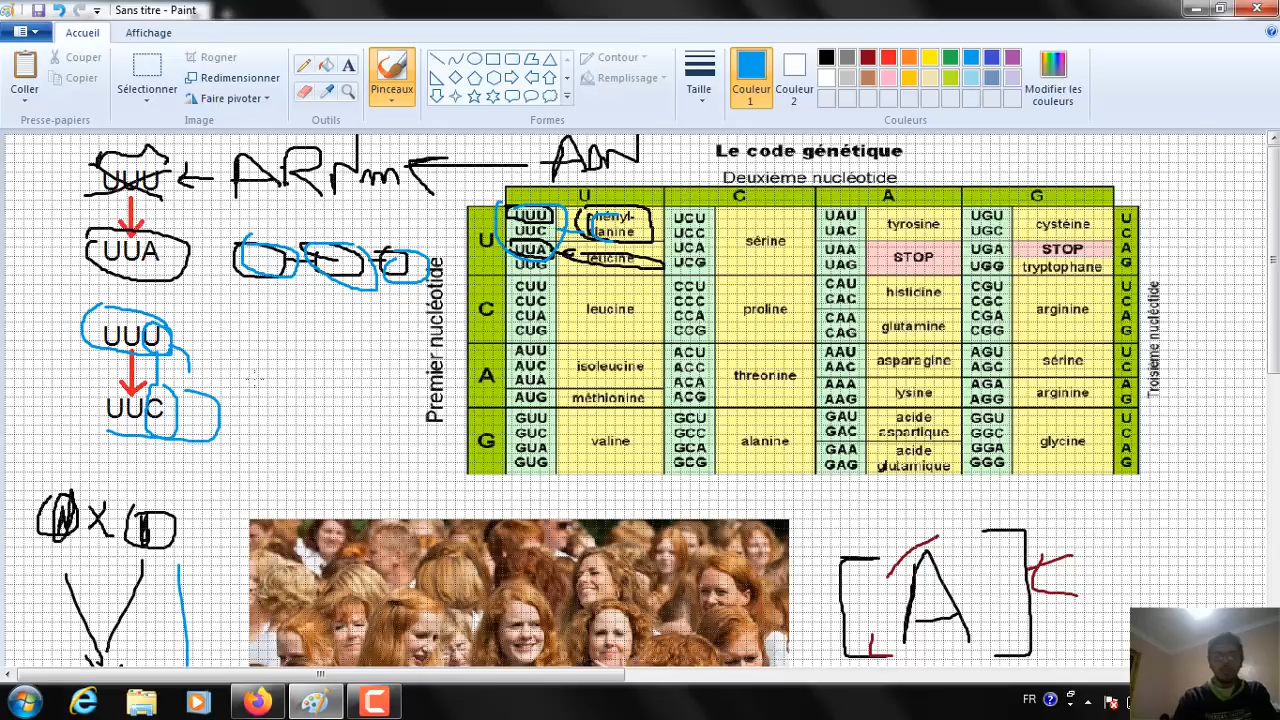 Sans titre - Paint
Accueil
Affichage
Coller
Couper
Copier
Presse-papiers
Sélectionner
Rogner
Redimensionner
Faire pivoter
Image
A
Outils
Pinceaux
Contour
Remplissage
Formes
Taille
Couleur 1
Couleur 2
Modifier les couleurs
Couleurs
UUU ← ARNm ← ADN
UUA
UUU
UUC
N X
Le code génétique
Deuxième nucléotide
U C A G
Premier nucléotide
Troisième nucléotide
U
UUU
UUC
phenyl-
alanine
UUA
UUG
leucine
UCU
UCC
UCA
UCG
sérine
UAU
UAC
tyrosine
UAA
UAG
STOP
UGU
UGC
cystéine
UGA
STOP
UGG
tryptophane
U
C
A
G
C
CUU
CUC
CUA
CUG
leucine
CCU
CCC
CCA
CCG
proline
CAU
CAC
histicine
CAA
CAG
glutamine
CGU
CGC
CGA
CGG
arginine
U
C
A
G
A
AUU
AUC
AUA
isoleucine
AUG
méthionine
ACU
ACC
ACA
ACG
threonine
AAU
AAC
asparagine
AAA
AAG
lysine
AGU
AGC
sérine
AGA
AGG
arginine
U
C
A
G
G
GUU
GUC
GUA
GUG
valine
GCU
GCC
GCA
GCG
alanine
GAU
GAC
acide
aspartique
GAA
GAG
acide
glutamique
GGU
GGC
GGA
GGG
glycine
U
C
A
G
[A]
FR